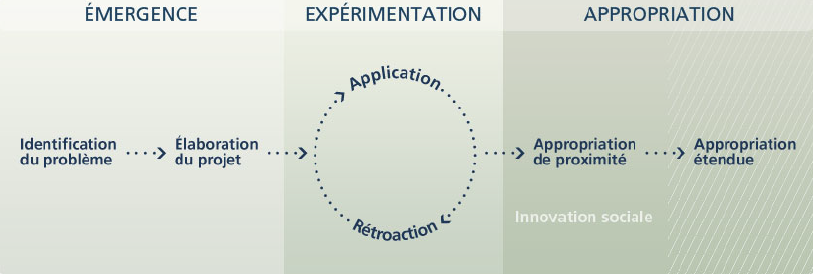 ÉMERGENCE
EXPÉRIMENTATION
APPROPRIATION
Application
Identification
du problème
Élaboration
du projet
Appropriation
de proximité
Appropriation
étendue
Innovation sociale
Rétroaction